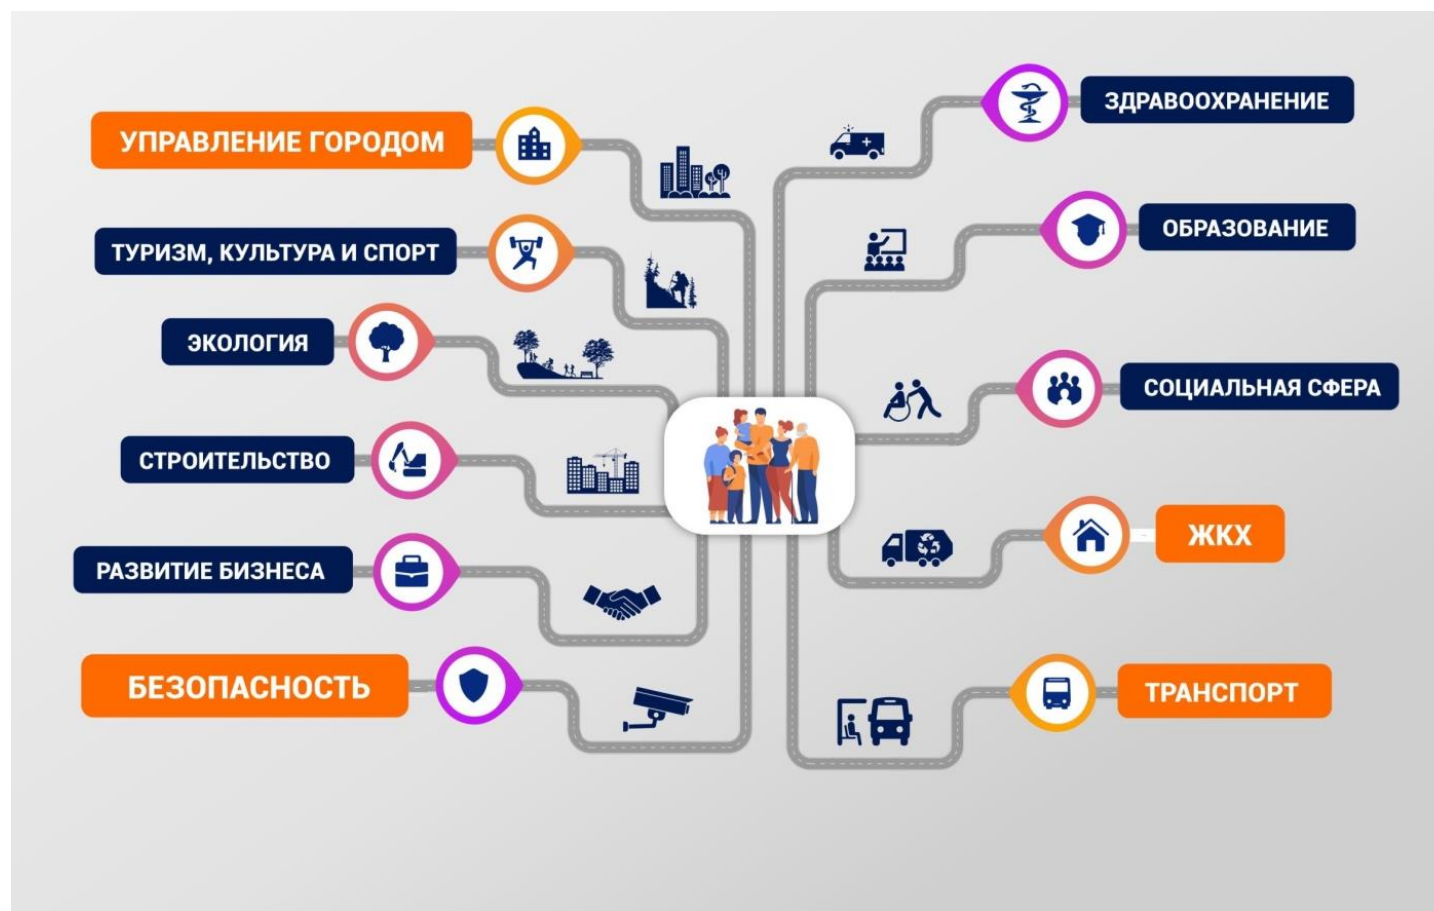 УПРАВЛЕНИЕ ГОРОДОМ
ТУРИЗМ, КУЛЬТУРА И СПОРТ
ЭКОЛОГИЯ
СТРОИТЕЛЬСТВО
РАЗВИТИЕ БИЗНЕСА
БЕЗОПАСНОСТЬ
ЗДРАВООХРАНЕНИЕ
ОБРАЗОВАНИЕ
СОЦИАЛЬНАЯ СФЕРА
ЖКХ
ТРАНСПОРТ